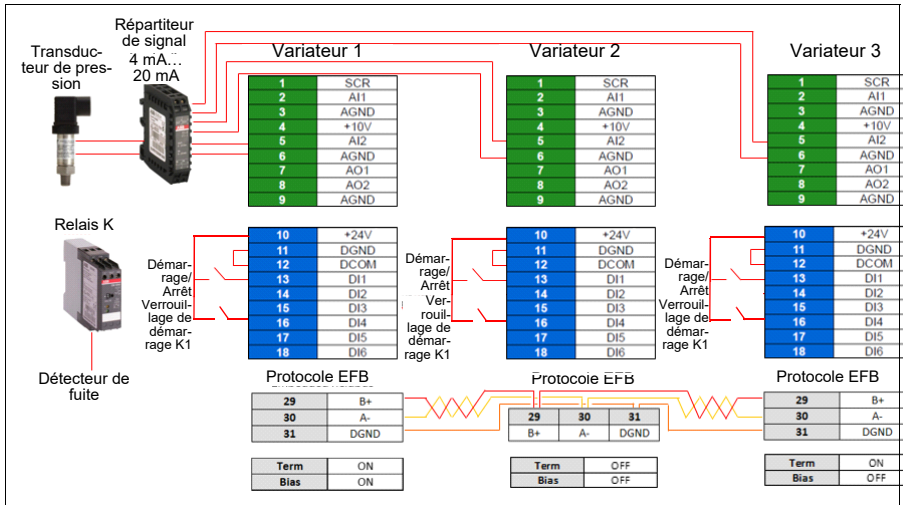 Répartiteur
de signal
4 mA…
20 mA
Transduc-
teur de pres-
sion
Variateur 1
Variateur 2
Variateur 3
1 SCR
2 AI1
3 AGND
4 +10V
5 AI2
6 AGND
7 AO1
8 AO2
9 AGND
1 SCR
2 AI1
3 AGND
4 +10V
5 AI2
6 AGND
7 AO1
8 AO2
9 AGND
1 SCR
2 AI1
3 AGND
4 +10V
5 AI2
6 AGND
7 AO1
8 AO2
9 AGND
Relais K
Détecteur de
fuite
Démar-
rage/
Arrêt
Verrouil-
lage de
démar-
rage K1
10 +24V
11 DGND
12 DCOM
13 DI1
14 DI2
15 DI3
16 DI4
17 DI5
18 DI6
Démar-
rage/
Arrêt
Ver-
rouil-
lage de
démar-
rage K1
10 +24V
11 DGND
12 DCOM
13 DI1
14 DI2
15 DI3
16 DI4
17 DI5
18 DI6
Démar-
rage/
Arrêt
Verrouil-
lage de
démar-
rage K1
10 +24V
11 DGND
12 DCOM
13 DI1
14 DI2
15 DI3
16 DI4
17 DI5
18 DI6
Protocole EFB
29 B+
30 A-
31 DGND
Term ON
Bias ON
Protocole EFB
29 30 31
B+ A- DGND
Term OFF
Bias OFF
Protocole EFB
29 B+
30 A-
31 DGND
Term ON
Bias OFF